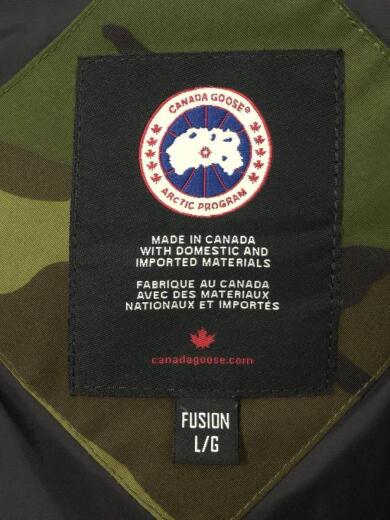 CANADA GOOSE®
ARCTIC PROGRAM
MADE IN CANADA
WITH DOMESTIC AND
IMPORTED MATERIALS
FABRIQUE AU CANADA
AVEC DES MATERIAUX
NATIONAUX ET IMPORTÉS
canadagoose.com
FUSION
L/G